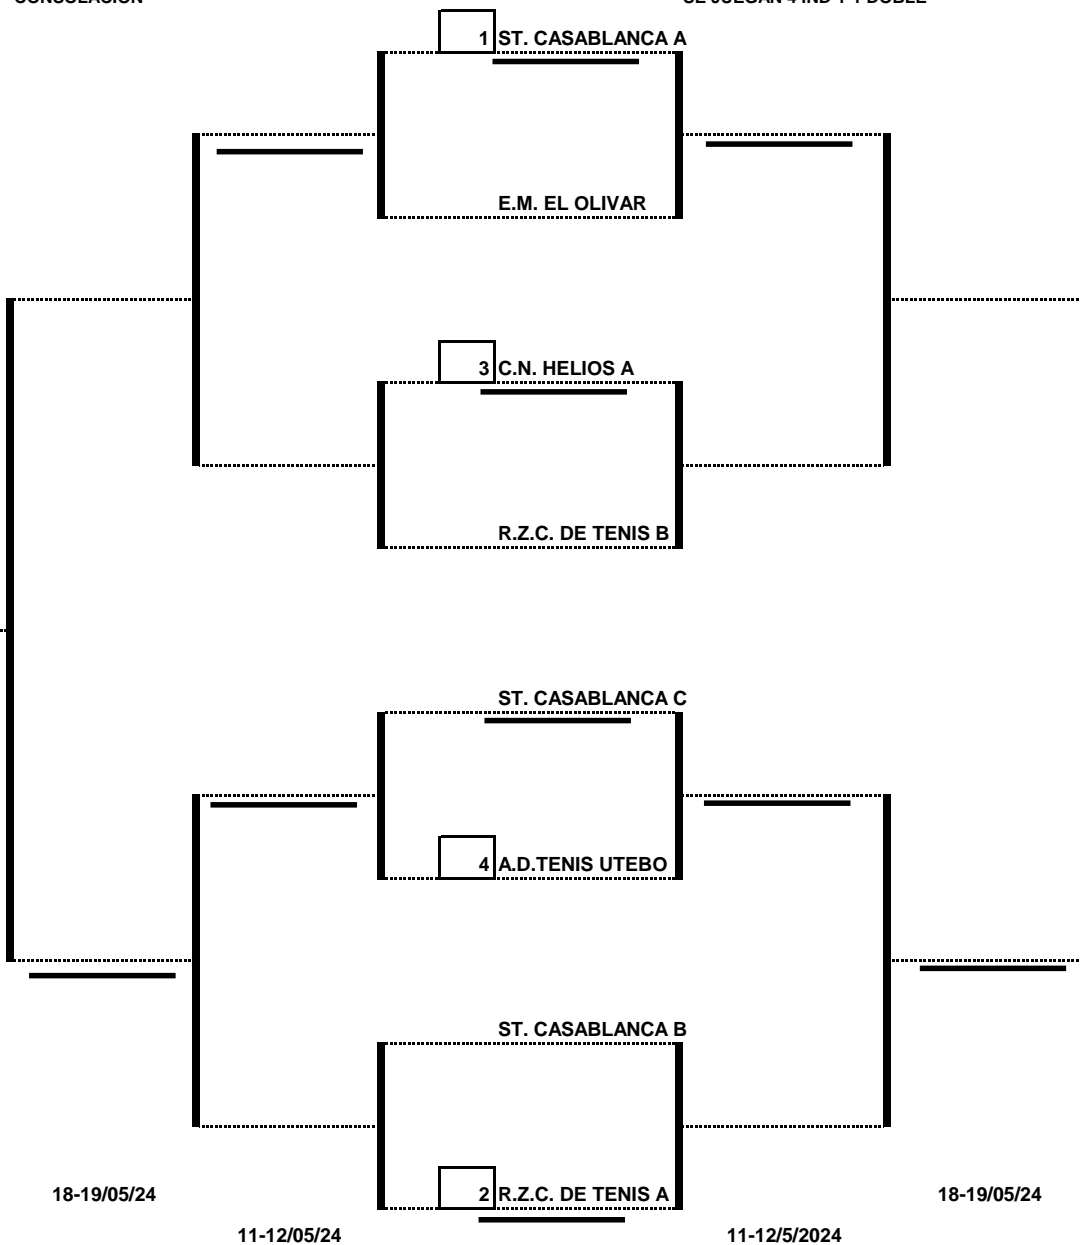 1 ST. CASABLANCA A
E.M. EL OLIVAR
3 C.N. HELIOS A
R.Z.C. DE TENIS B
ST. CASABLANCA C
4 A.D.TENIS UTEBO
ST. CASABLANCA B
18-19/05/24 2 R.Z.C. DE TENIS A 18-19/05/24
11-12/05/24 11-12/5/2024